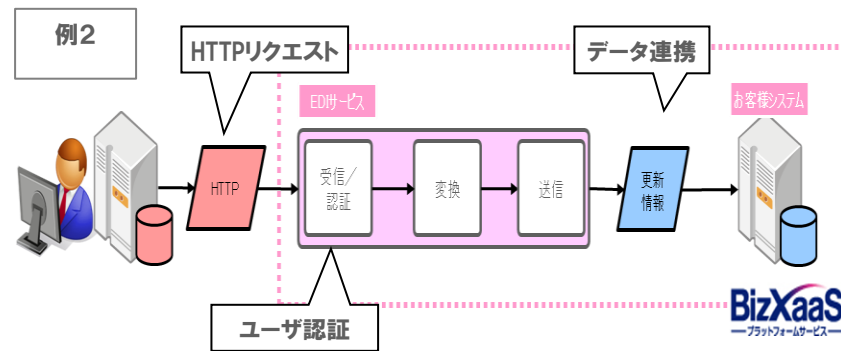 例2
HTTPリクエスト
データ連携
EDIサービス
お客様システム
HTTP
受信/
認証
変換
送信
更新
情報
ユーザ認証
BizXaaS
プラットフォームサービス